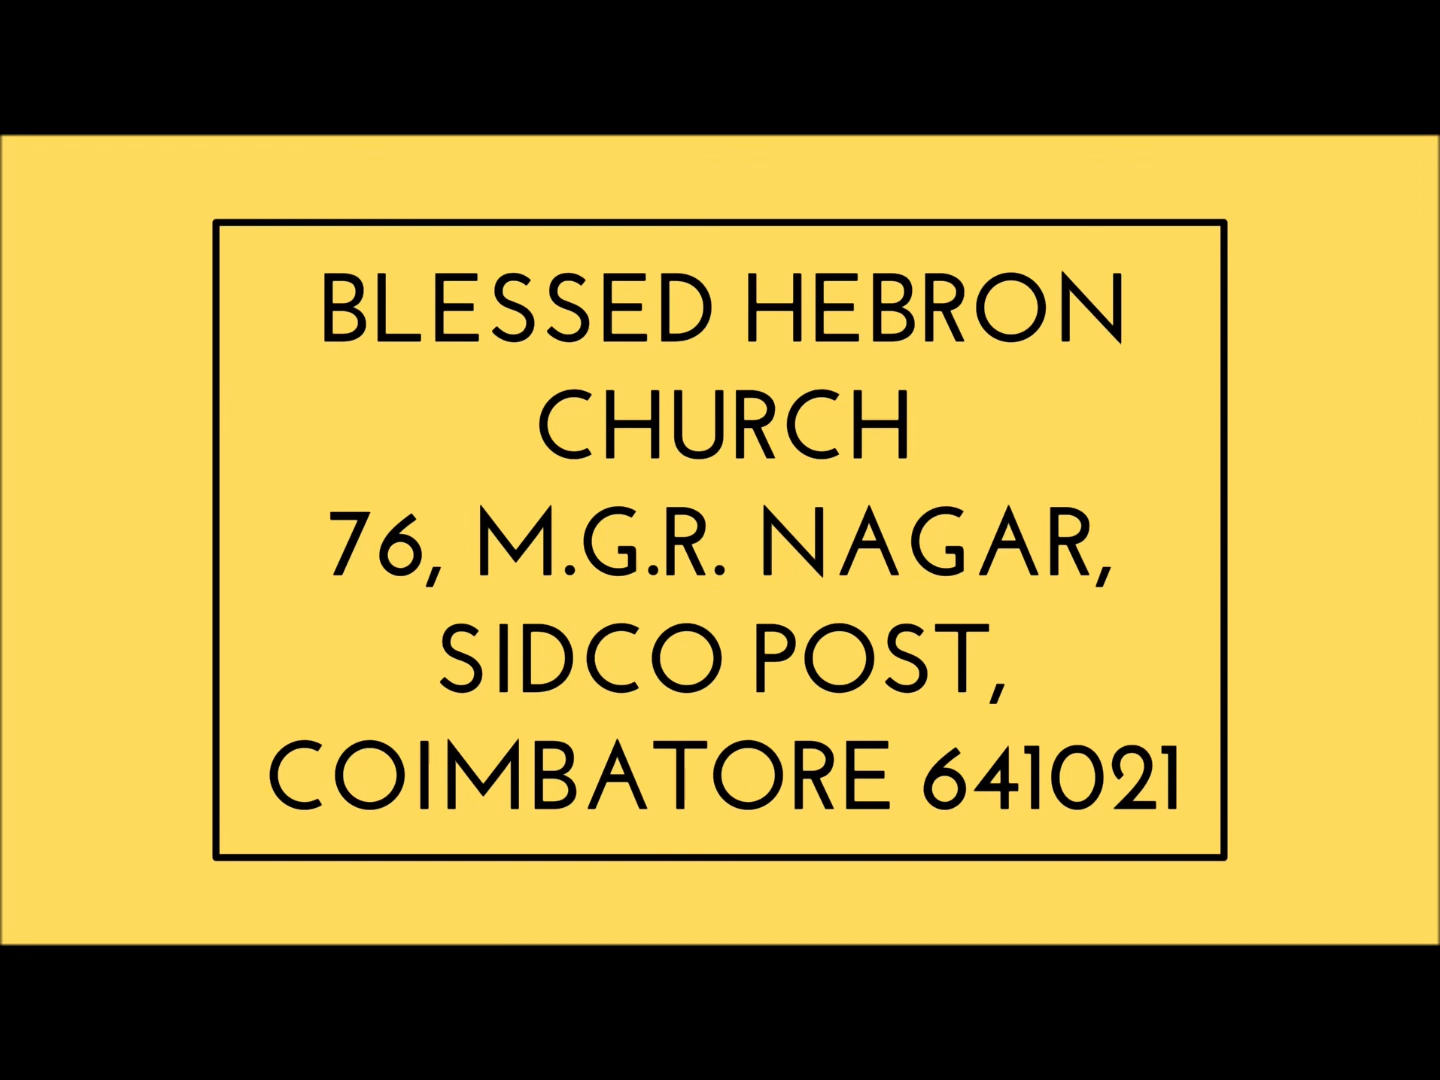 BLESSED HEBRON
CHURCH
76, M.G.R. NAGAR,
SIDCO POST,
COIMBATORE 641021